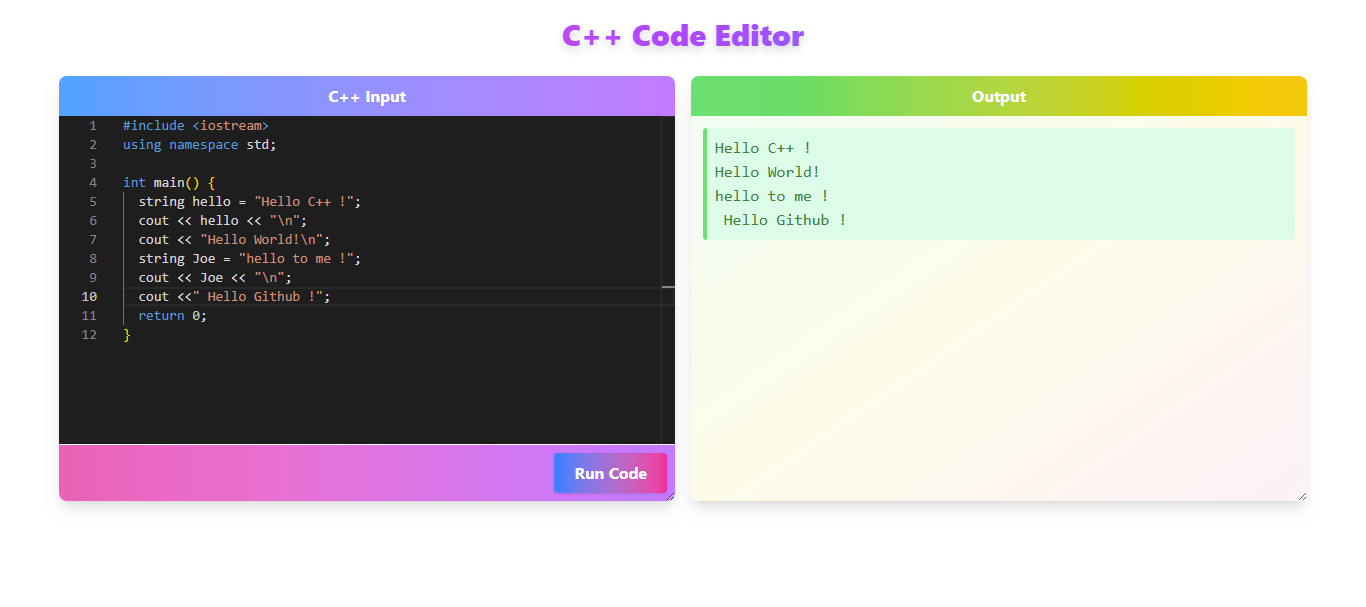 C++ Code Editor
C++ Input
1 #include <iostream>
2 using namespace std;
3
4 int main() {
5   string hello = "Hello C++ !";
6   cout << hello << "\n";
7   cout << "Hello World!\n";
8   string Joe = "hello to me !";
9   cout << Joe << "\n";
10   cout <<" Hello Github !";
11   return 0;
12 }
Run Code
Output
Hello C++ !
Hello World!
hello to me !
 Hello Github !